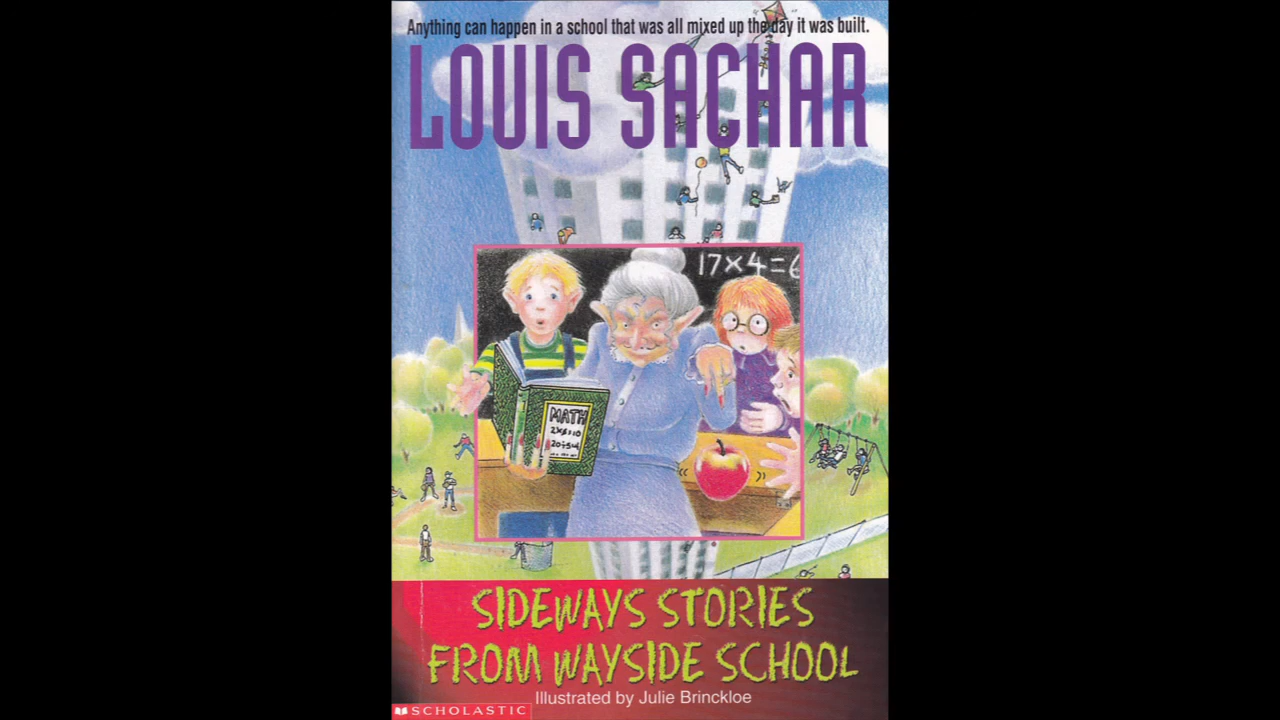 Anything can happen in a school that was all mixed up the day it was built.
LOUIS SACHAR
17×4=6
MATH
SIDEWAYS STORIES
FROM WAYSIDE SCHOOL
Illustrated by Julie Brinckloe
SCHOLASTIC